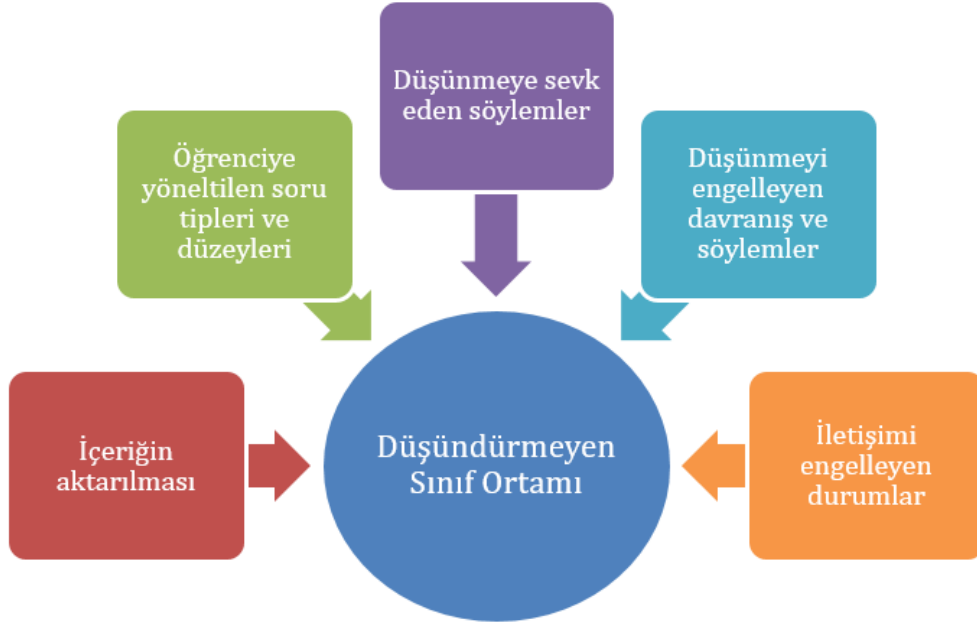 Düşünmeye sevk
eden söylemler
Öğrenciye
yöneltilen soru
tipleri ve
düzeyleri
Düşünmeyi
engelleyen
davranış ve
söylemler
İçeriğin
aktarılması
Düşündürmeyen
Sınıf Ortamı
İletişimi
engelleyen
durumlar